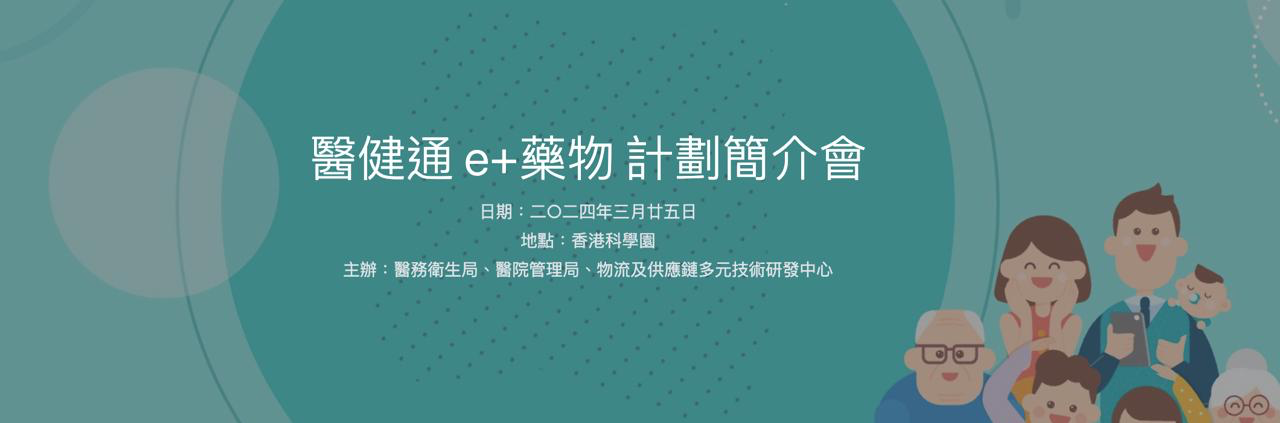 醫健通 e+藥物 計劃簡介會
日期：二〇二四年三月廿五日
地點：香港科學園
主辦：醫務衞生局、醫院管理局、物流及供應鏈多元技術研發中心